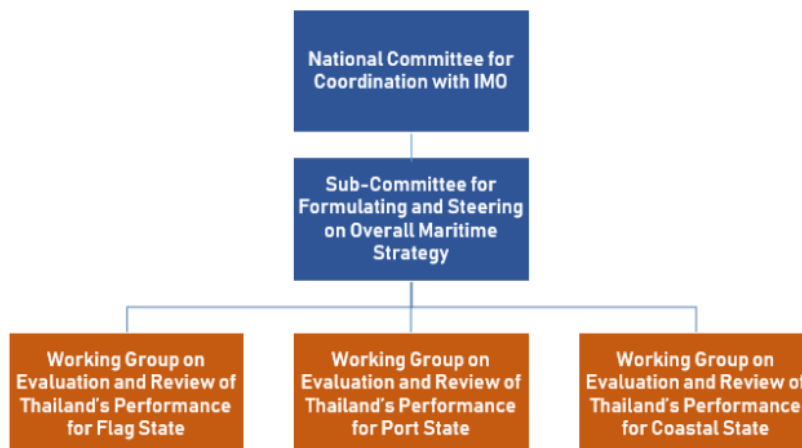 National Committee for
Coordination with IMO
Sub-Committee for
Formulating and Steering
on Overall Maritime
Strategy
Working Group on
Evaluation and Review of
Thailand's Performance
for Flag State
Working Group on
Evaluation and Review of
Thailand's Performance
for Port State
Working Group on
Evaluation and Review of
Thailand's Performance
for Coastal State